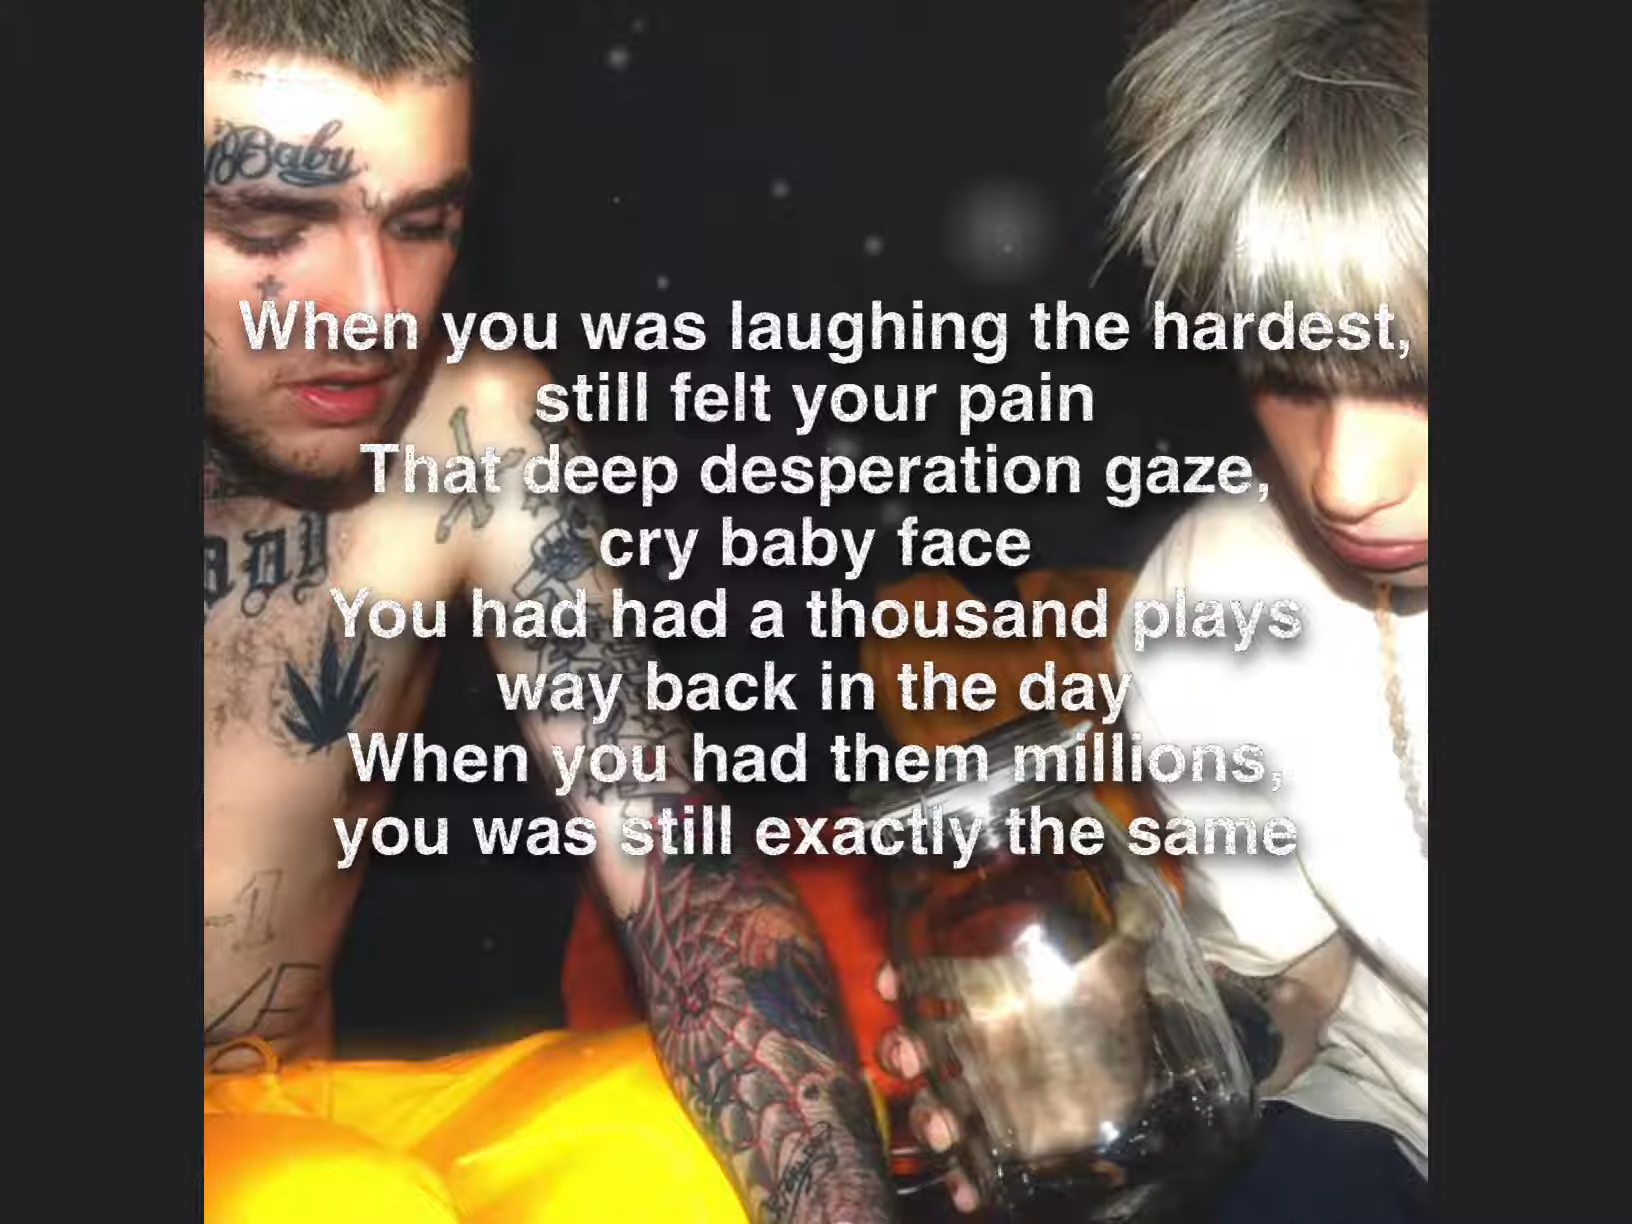 Baby
When you was laughing the hardest,
still felt your pain
That deep desperation gaze,
cry baby face
You had had a thousand plays
way back in the day
When you had them millions,
you was still exactly the same